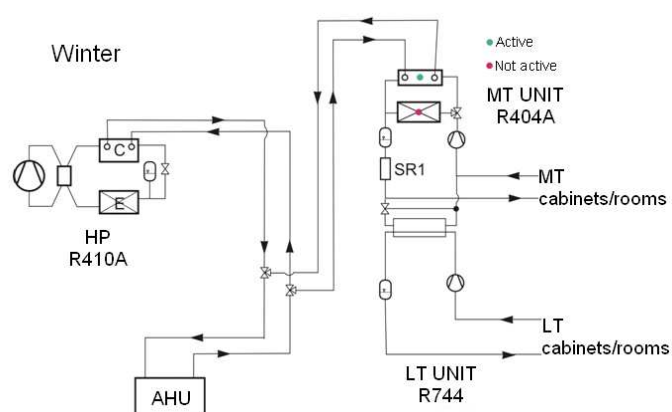 Winter
Active
Not active
MT UNIT
R404A
C
E
HP
R410A
SR1
MT
cabinets/rooms
LT
cabinets/rooms
LT UNIT
R744
AHU